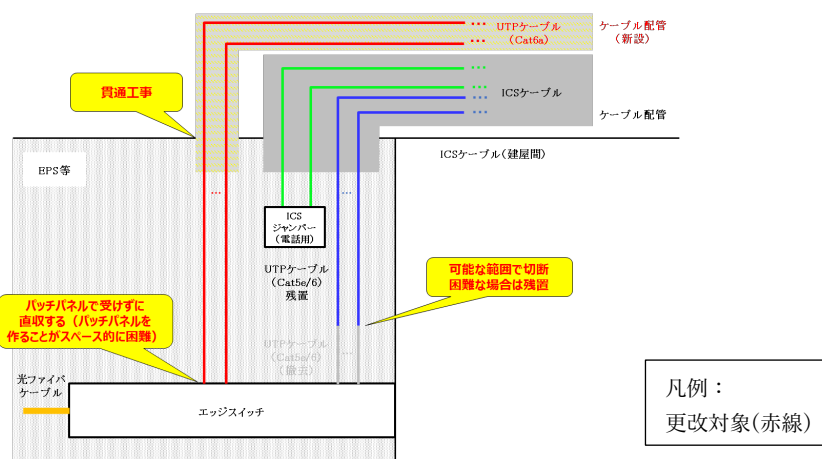 UTPケーブル
(Cat6a)
ケーブル配管
(新設)
貫通工事
ICSケーブル
ケーブル配管
ICSケーブル(建屋間)
EPS等
ICS
ジャンパー
(電話用)
UTPケーブル
(Cat5e/6)
残置
可能な範囲で切断
困難な場合は残置
パッチパネルで受けずに
直収する（パッチパネルを
作ることがスペース的に困難）
UTPケーブル
(Cat5e/6)
(撤去)
光ファイバ
ケーブル
エッジスイッチ
凡例：
更改対象(赤線)